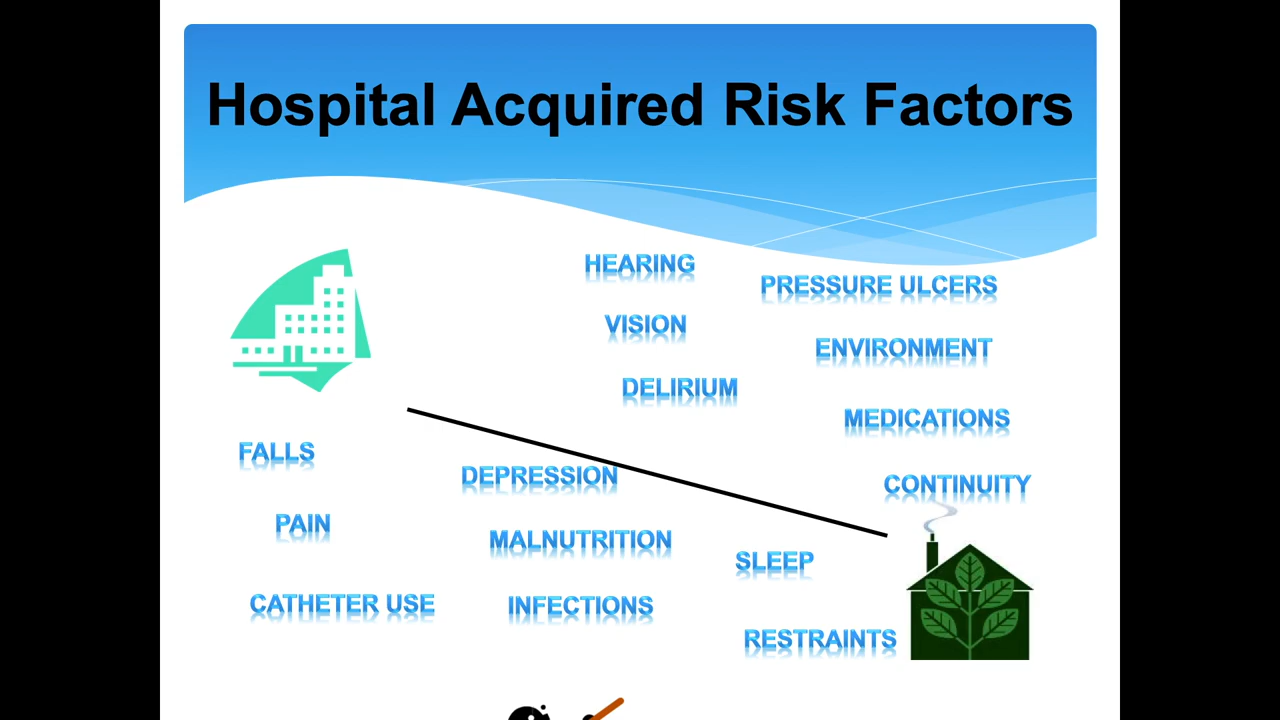 Hospital Acquired Risk Factors
HEARING
PRESSURE ULCERS
VISION
ENVIRONMENT
DELIRIUM
MEDICATIONS
FALLS
DEPRESSION
CONTINUITY
PAIN
MALNUTRITION
SLEEP
CATHETER USE
INFECTIONS
RESTRAINTS